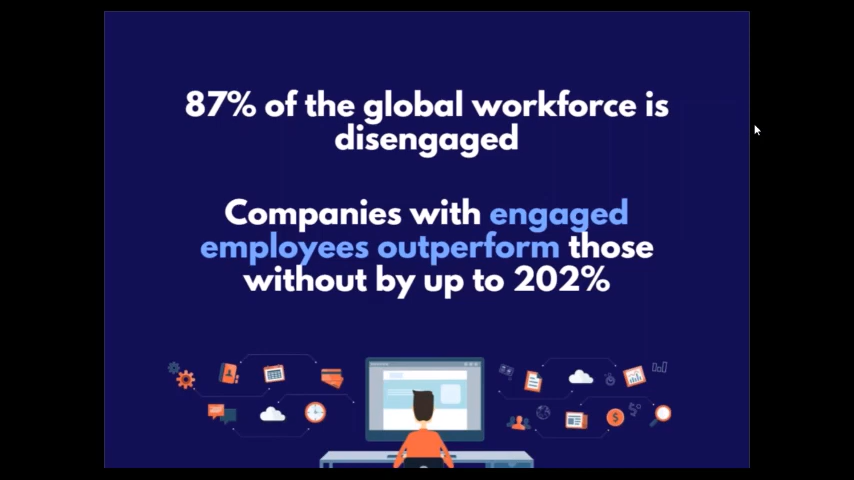 87% of the global workforce is
disengaged
Companies with engaged
employees outperform those
without by up to 202%